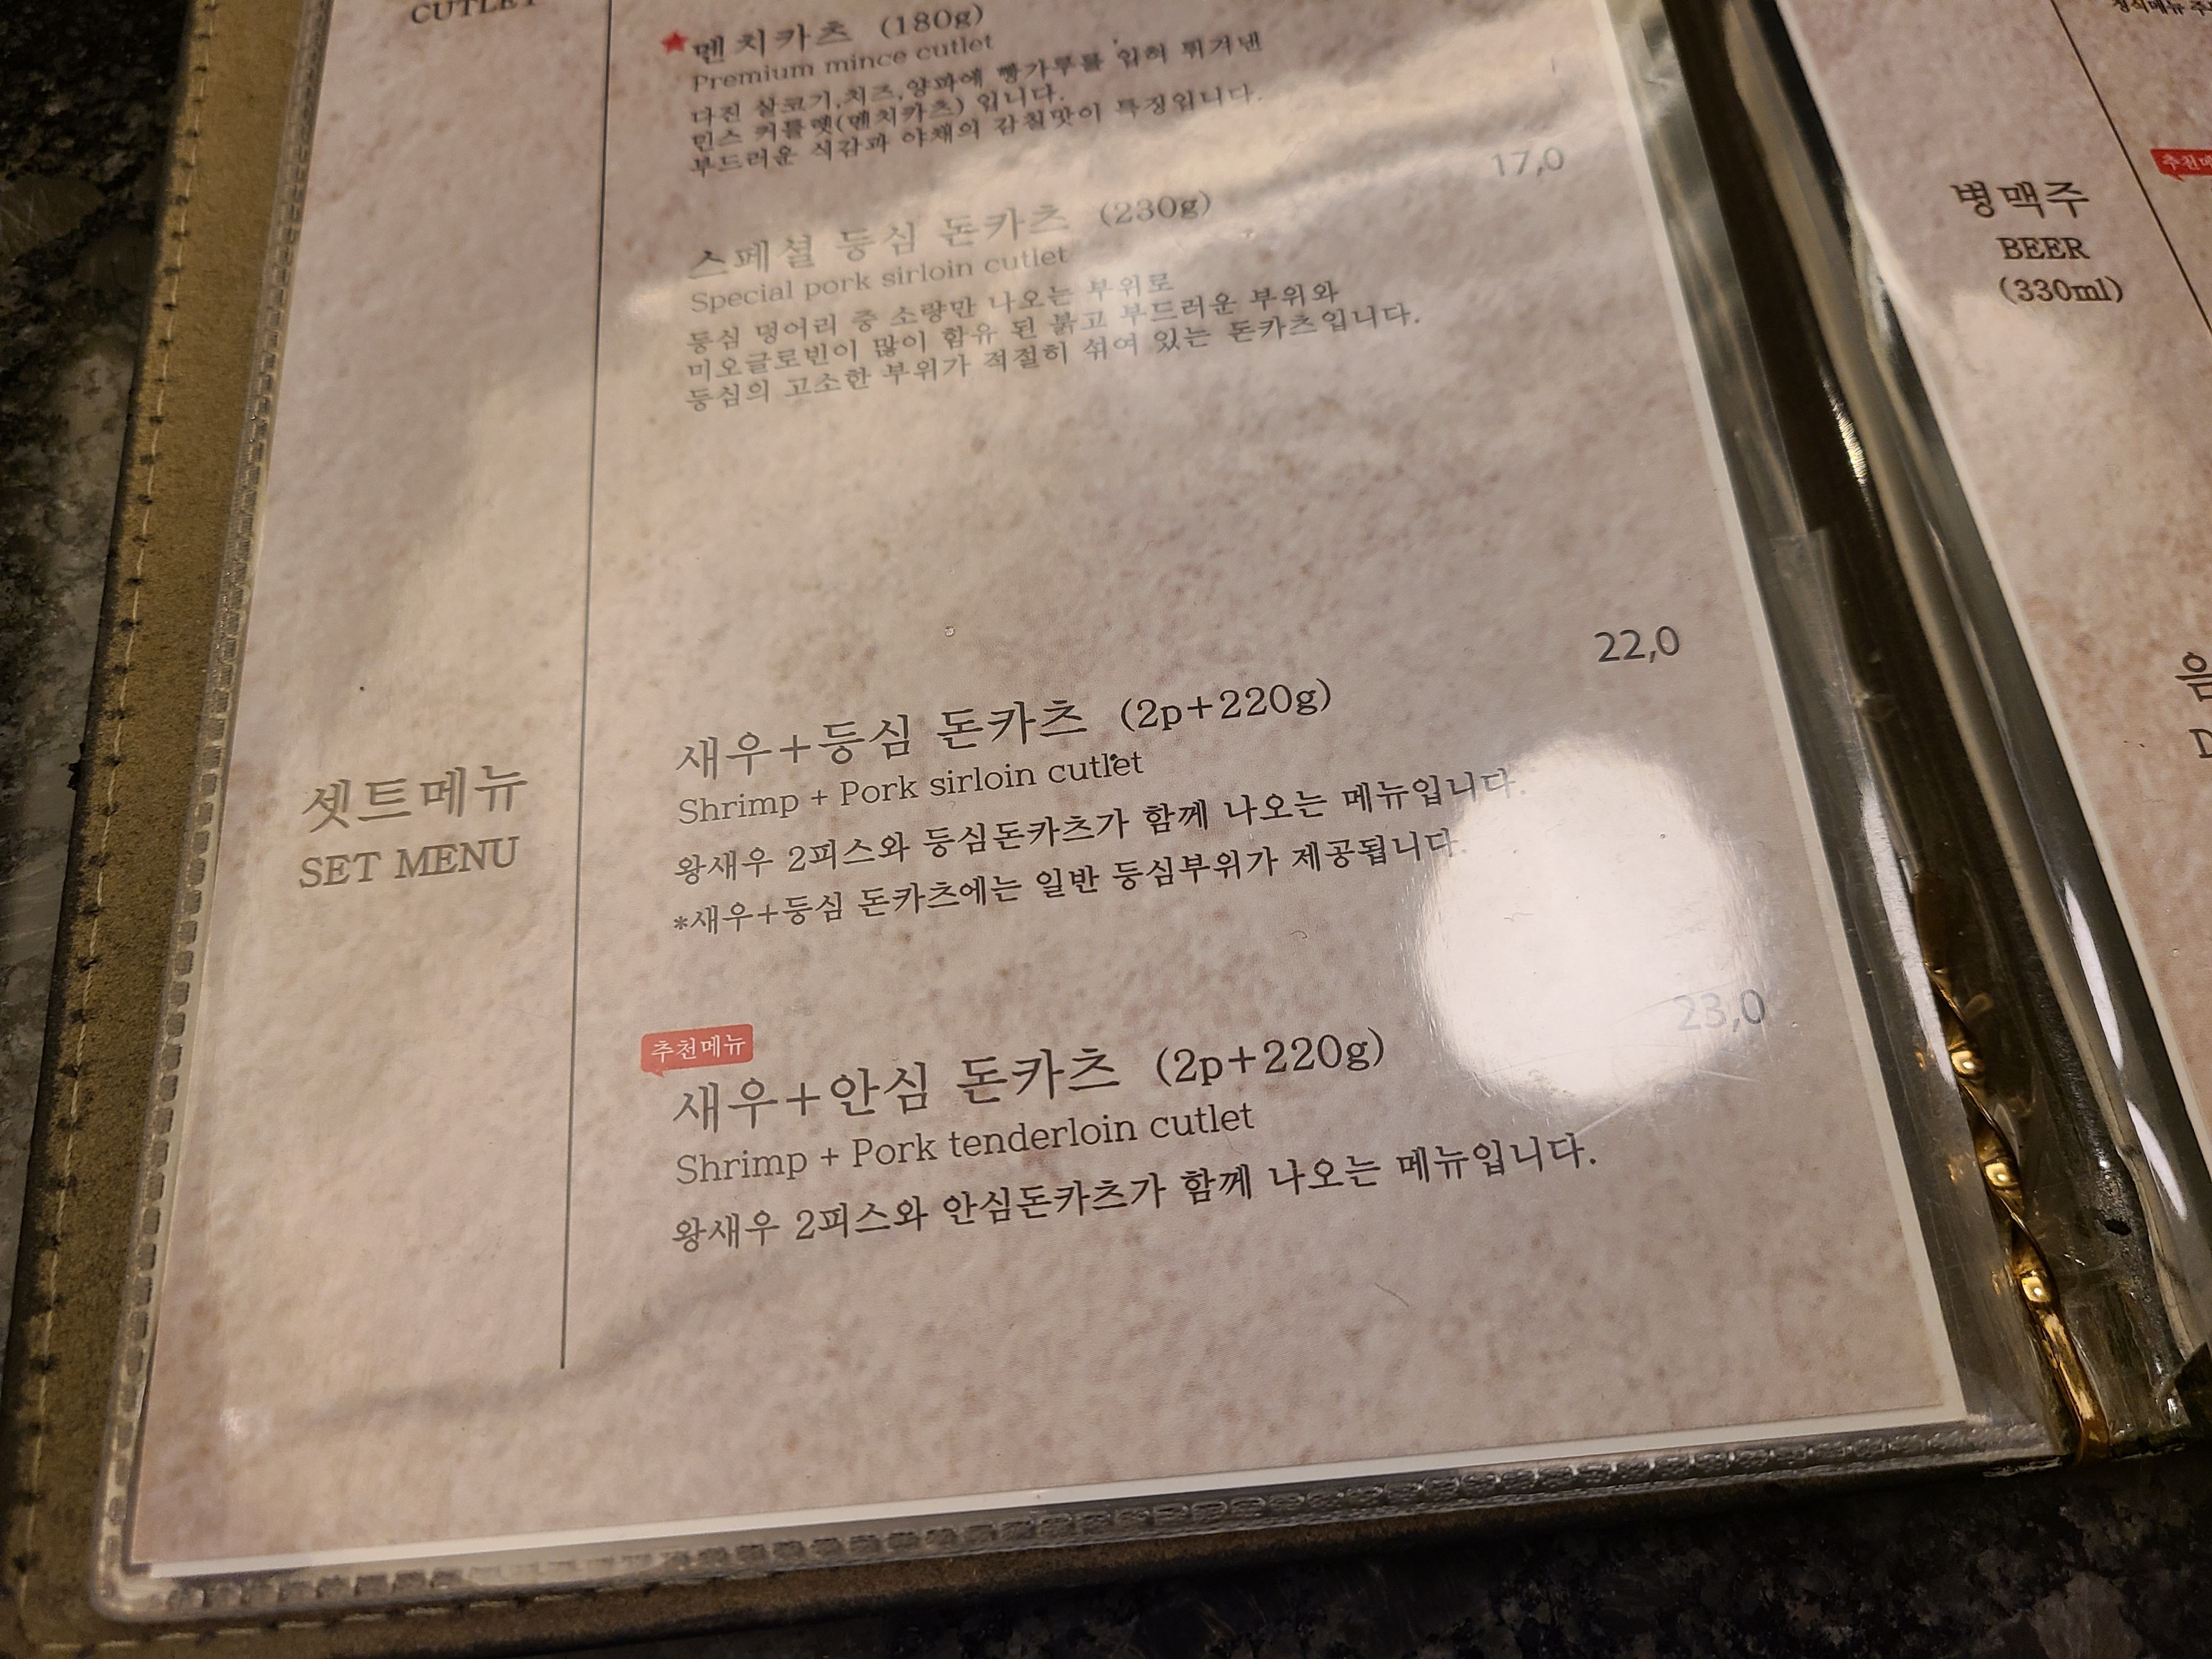 CUTLET
★멘치카츠 (180g)
Premium mince cutlet
다진 살코기,치즈,양파에 빵가루를 입혀 튀겨낸
민스 커틀렛(멘치카츠) 입니다.
부드러운 식감과 야채의 감칠맛이 특징입니다.
17,0
스페셜 등심 돈카츠 (230g)
Special pork sirloin cutlet
등심 덩어리 중 소량만 나오는 부위로
미오글로빈이 많이 함유 된 붉고 부드러운 부위와
등심의 고소한 부위가 적절히 섞여 있는 돈카츠입니다.
셋트메뉴
SET MENU
22,0
새우+등심 돈카츠 (2p+220g)
Shrimp + Pork sirloin cutlet
왕새우 2피스와 등심돈카츠가 함께 나오는 메뉴입니다.
*새우+등심 돈카츠에는 일반 등심부위가 제공됩니다.
23,0
추천메뉴
새우+안심 돈카츠 (2p+220g)
Shrimp + Pork tenderloin cutlet
왕새우 2피스와 안심돈카츠가 함께 나오는 메뉴입니다.
병맥주
BEER
(330ml)